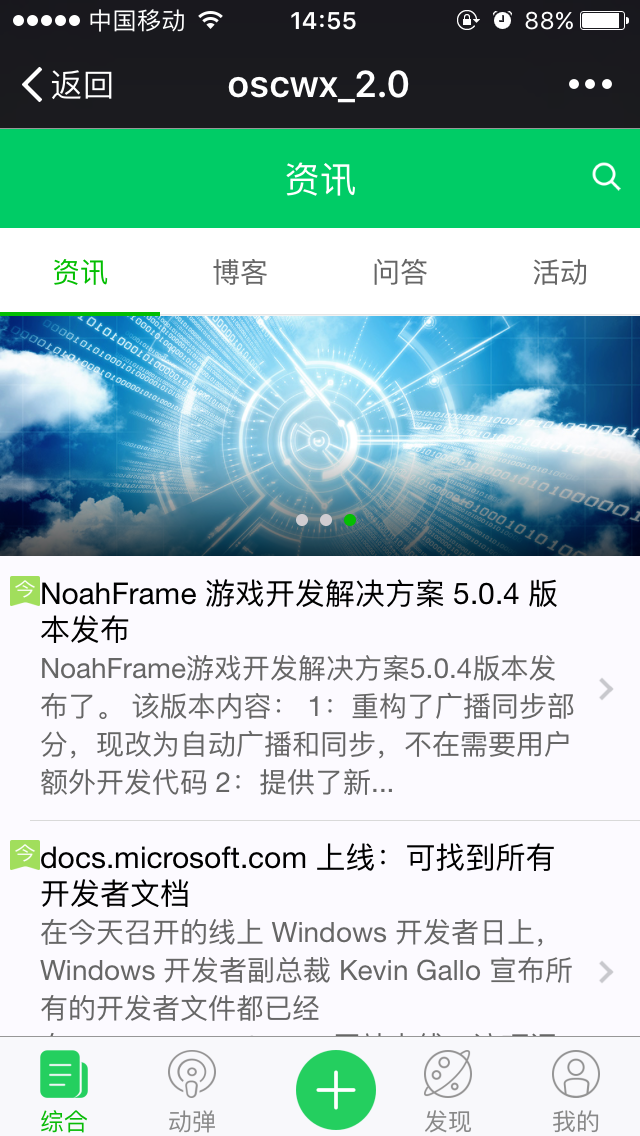 中国移动 14:55 88%
返回 oscwx_2.0
资讯
资讯 博客 问答 活动
今 NoahFrame 游戏开发解决方案 5.0.4 版
本发布
NoahFrame游戏开发解决方案5.0.4版本发
布了。 该版本内容： 1：重构了广播同步部
分，现改为自动广播和同步，不在需要用户
额外开发代码 2：提供了新...
今 docs.microsoft.com 上线：可找到所有
开发者文档
在今天召开的线上 Windows 开发者日上，
Windows 开发者副总裁 Kevin Gallo 宣布所
有的开发者文件都已经
综合 动弹 发现 我的